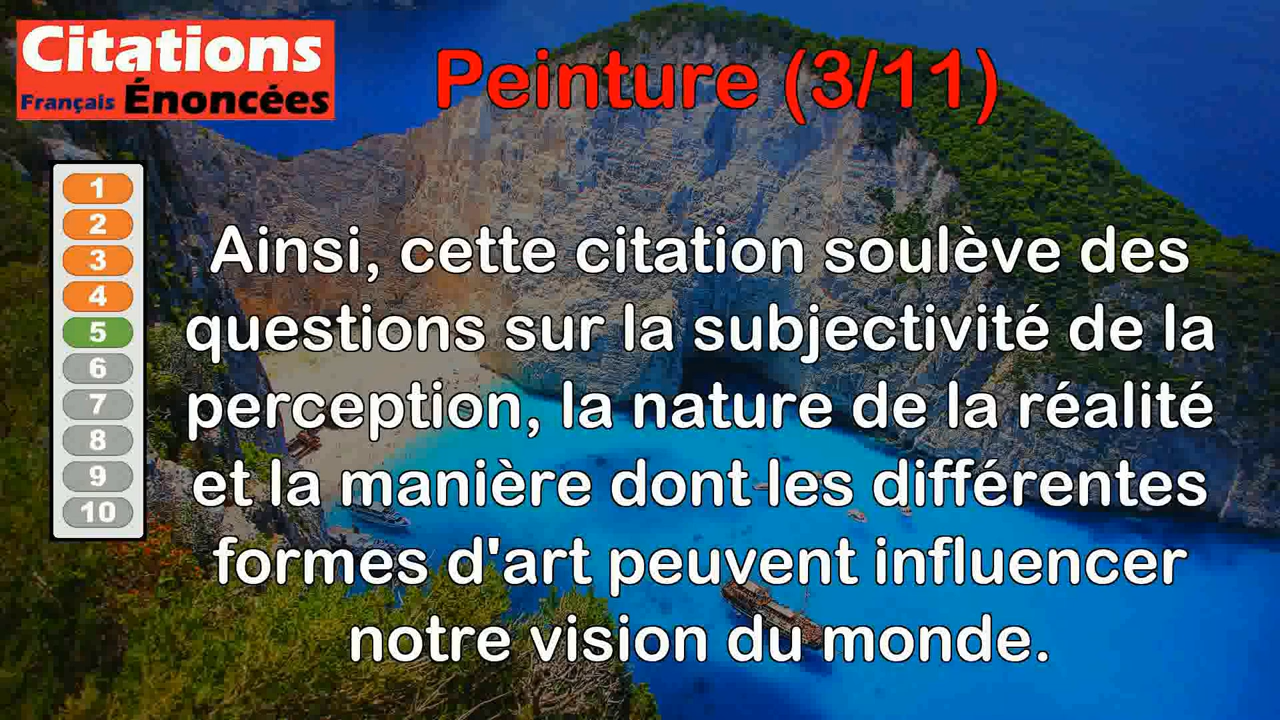 Citations
Français Énoncées
Peinture (3/11)
1
2
3
4
5
6
7
8
9
10
Ainsi, cette citation soulève des
questions sur la subjectivité de la
perception, la nature de la réalité
et la manière dont les différentes
formes d'art peuvent influencer
notre vision du monde.